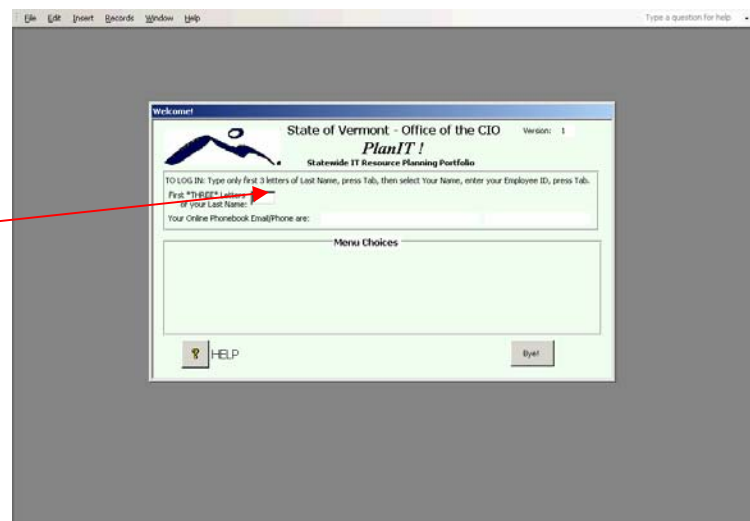 File Edit Insert Records Window Help Type a question for help
Welcome!
State of Vermont - Office of the CIO Version: 1
PlanIT !
Statewide IT Resource Planning Portfolio
TO LOG IN: Type only first 3 letters of Last Name, press Tab, then select Your Name, enter your Employee ID, press Tab.
First *THREE* Letters
of your Last Name:
Your Online Phonebook Email/Phone are:
Menu Choices
? HELP Bye!